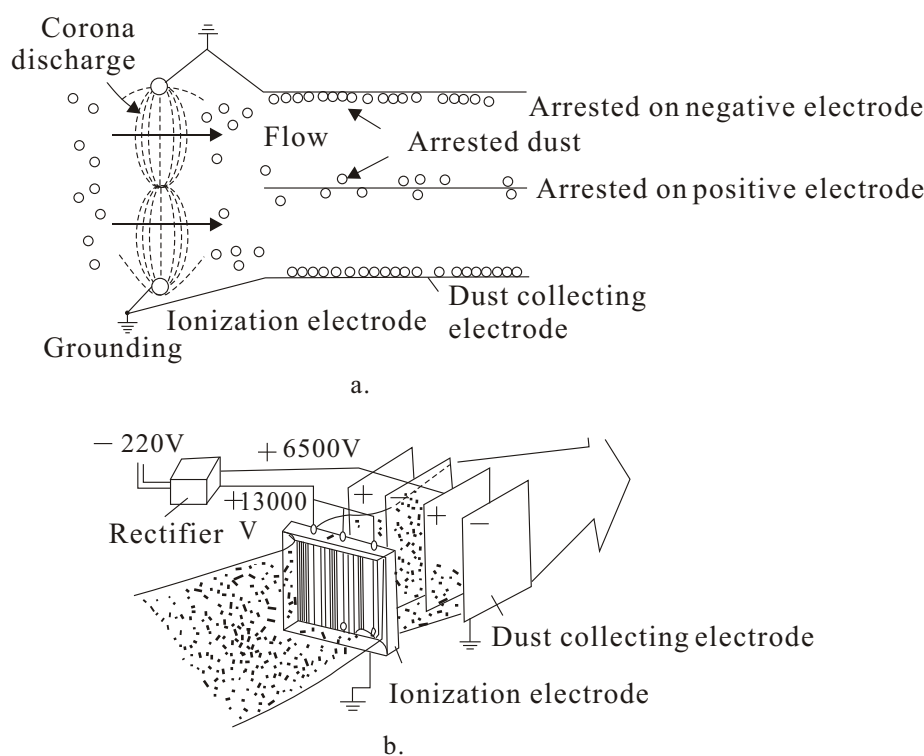 Corona
discharge
Flow
Arrested on negative electrode
Arrested dust
Arrested on positive electrode
Dust collecting
electrode
Ionization electrode
Grounding
a.
— 220V
+ 6500V
+13000
V
Rectifier
+
−
+
−
Dust collecting electrode
Ionization electrode
b.